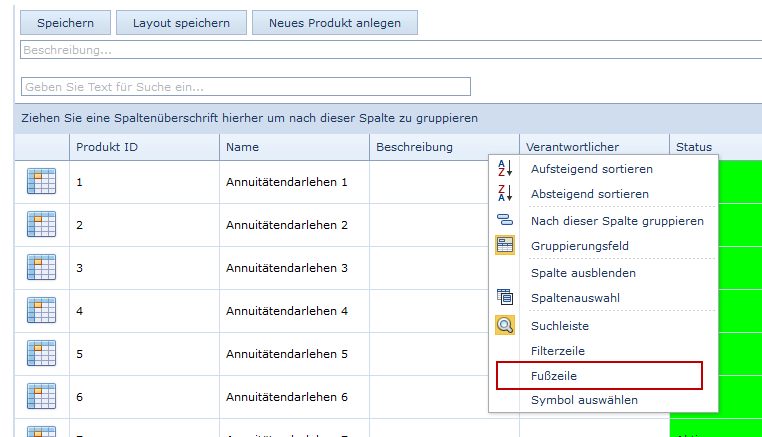 Speichern Layout speichern Neues Produkt anlegen
Beschreibung...
Geben Sie Text für Suche ein...
Ziehen Sie eine Spaltenüberschrift hierher um nach dieser Spalte zu gruppieren
Produkt ID Name Beschreibung Verantwortlicher Status
1 Annuitätendarlehen 1
2 Annuitätendarlehen 2
3 Annuitätendarlehen 3
4 Annuitätendarlehen 4
5 Annuitätendarlehen 5
6 Annuitätendarlehen 6
Aufsteigend sortieren
Absteigend sortieren
Nach dieser Spalte gruppieren
Gruppierungsfeld
Spalte ausblenden
Spaltenauswahl
Suchleiste
Filterzeile
Fußzeile
Symbol auswählen